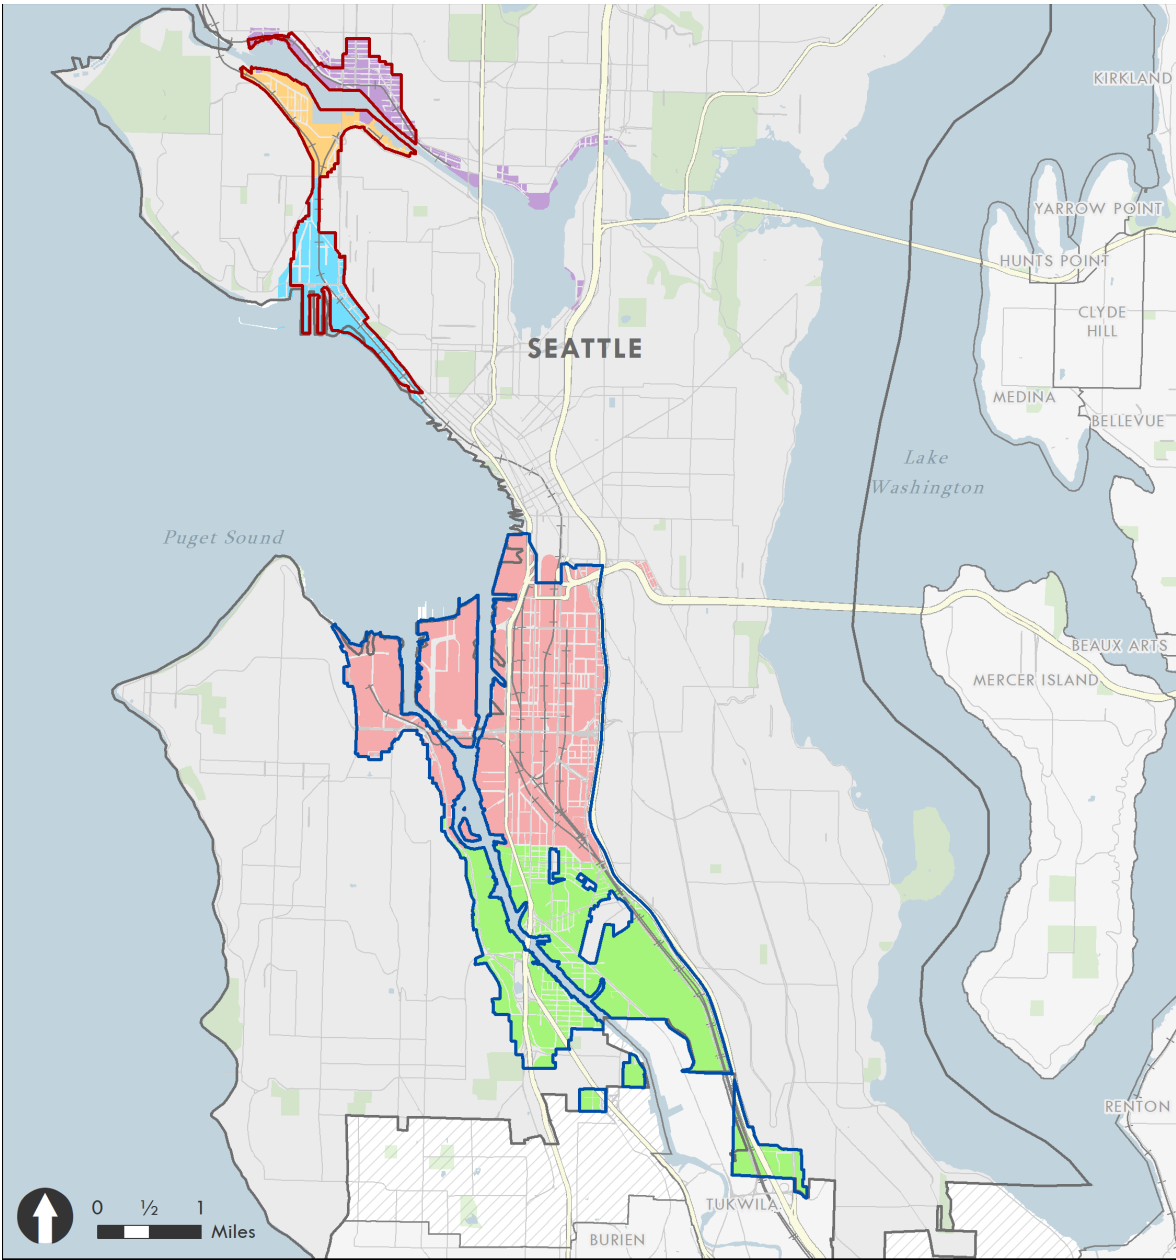 KIRKLAND
YARROW POINT
HUNTS POINT
CLYDE
HILL
SEATTLE
MEDINA
BELLEVUE
Lake
Washington
Puget Sound
BEAUX ARTS
MERCER ISLAND
RENTON
TUKWILA
BURIEN
0 ½ 1
Miles